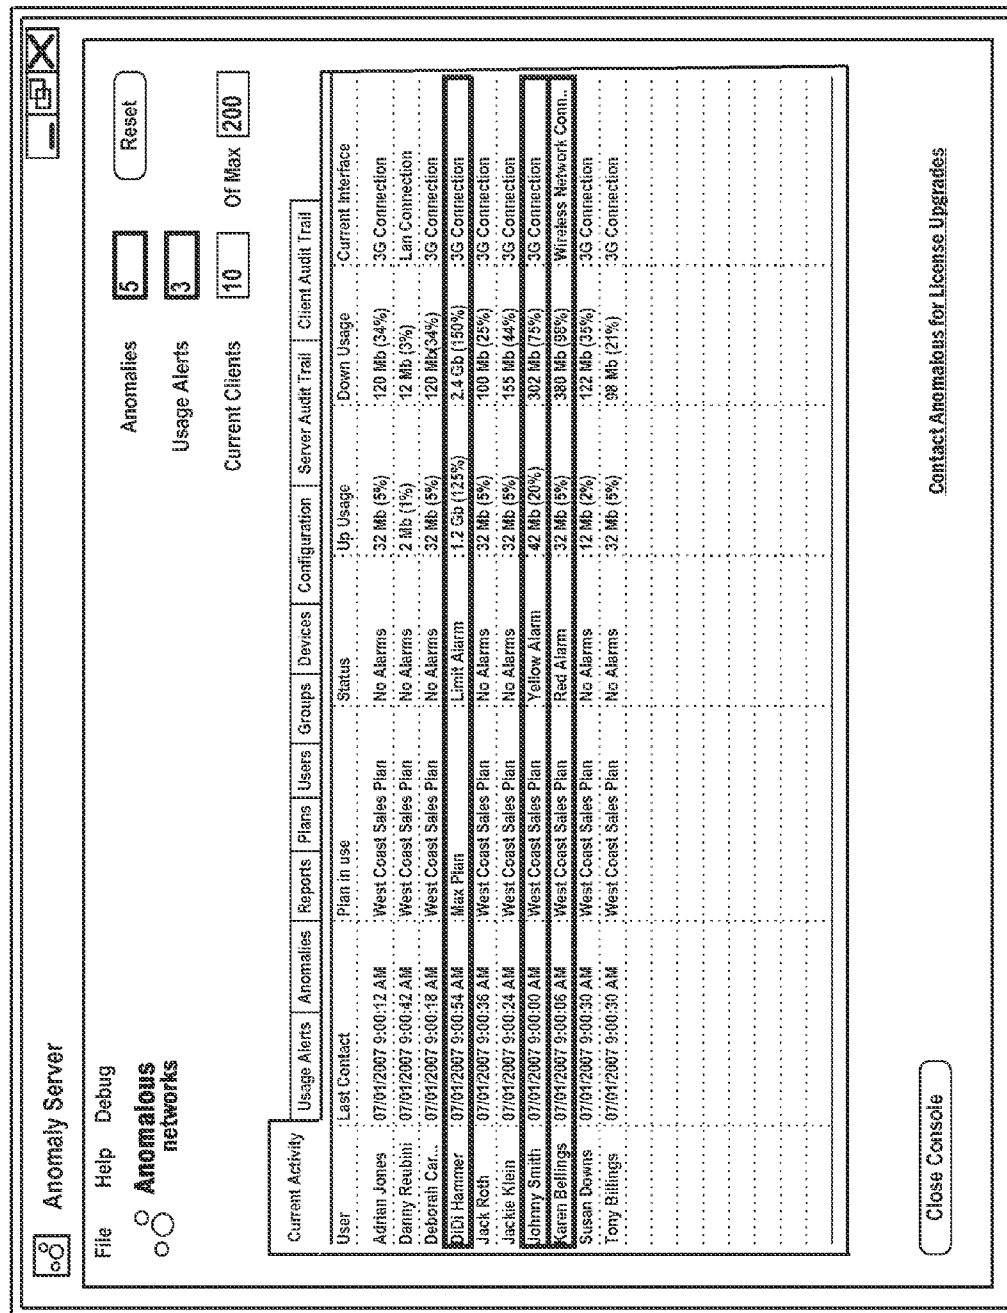 Anomaly Server
File Help Debug
Anomalous
networks
Anomalies 5 Reset
Usage Alerts 3
Current Clients 10 Of Max 200
Current Activity Usage Alerts Anomalies Reports Plans Users Groups Devices Configuration Server Audit Trail Client Audit Trail
User Last Contact Plan in use Status Up Usage Down Usage Current Interface
Adrian Jones 07/01/2007 9:00:12 AM West Coast Sales Plan No Alarms 32 Mb (5%) 120 Mb (34%) 3G Connection
Danny Reubini 07/01/2007 9:00:42 AM West Coast Sales Plan No Alarms 2 Mb (1%) 12 Mb (3%) Lan Connection
Deborah Car.. 07/01/2007 9:00:18 AM West Coast Sales Plan No Alarms 32 Mb (5%) 120 Mb(34%) 3G Connection
DiDi Hammer 07/01/2007 9:00:54 AM Max Plan Limit Alarm 1.2 Gb (125%) 2.4 Gb (150%) 3G Connection
Jack Roth 07/01/2007 9:00:36 AM West Coast Sales Plan No Alarms 32 Mb (5%) 100 Mb (25%) 3G Connection
Jackie Klein 07/01/2007 9:00:24 AM West Coast Sales Plan No Alarms 32 Mb (5%) 155 Mb (44%) 3G Connection
Johnny Smith 07/01/2007 9:00:00 AM West Coast Sales Plan Yellow Alarm 42 Mb (20%) 302 Mb (75%) 3G Connection
Karen Bellings 07/01/2007 9:00:06 AM West Coast Sales Plan Red Alarm 32 Mb (5%) 380 Mb (96%) Wireless Network Conn..
Susan Downs 07/01/2007 9:00:30 AM West Coast Sales Plan No Alarms 12 Mb (2%) 122 Mb (35%) 3G Connection
Tony Billings 07/01/2007 9:00:30 AM West Coast Sales Plan No Alarms 32 Mb (5%) 98 Mb (21%) 3G Connection
Close Console Contact Anomalous for License Upgrades